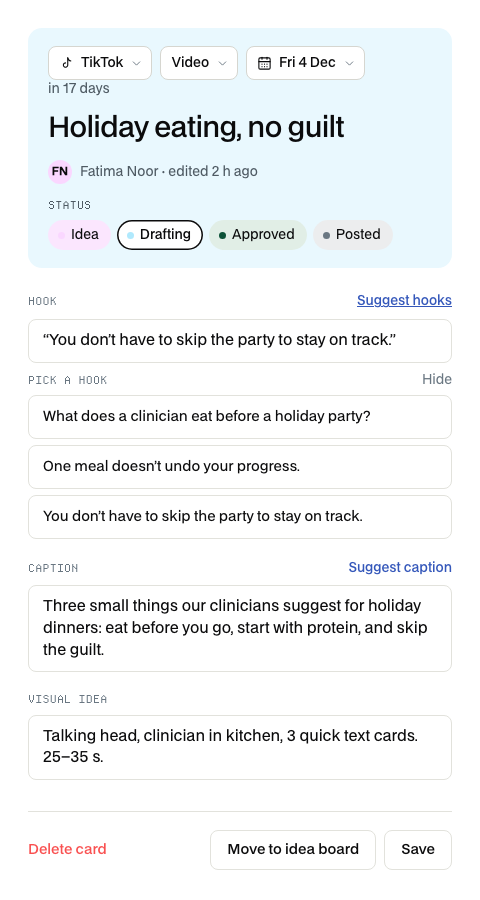 TikTok Video Fri 4 Dec
in 17 days
Holiday eating, no guilt
FN Fatima Noor · edited 2 h ago
STATUS
Idea Drafting Approved Posted
HOOK Suggest hooks
“You don’t have to skip the party to stay on track.”
PICK A HOOK Hide
What does a clinician eat before a holiday party?
One meal doesn’t undo your progress.
You don’t have to skip the party to stay on track.
CAPTION Suggest caption
Three small things our clinicians suggest for holiday
dinners: eat before you go, start with protein, and skip
the guilt.
VISUAL IDEA
Talking head, clinician in kitchen, 3 quick text cards.
25–35 s.
Delete card Move to idea board Save